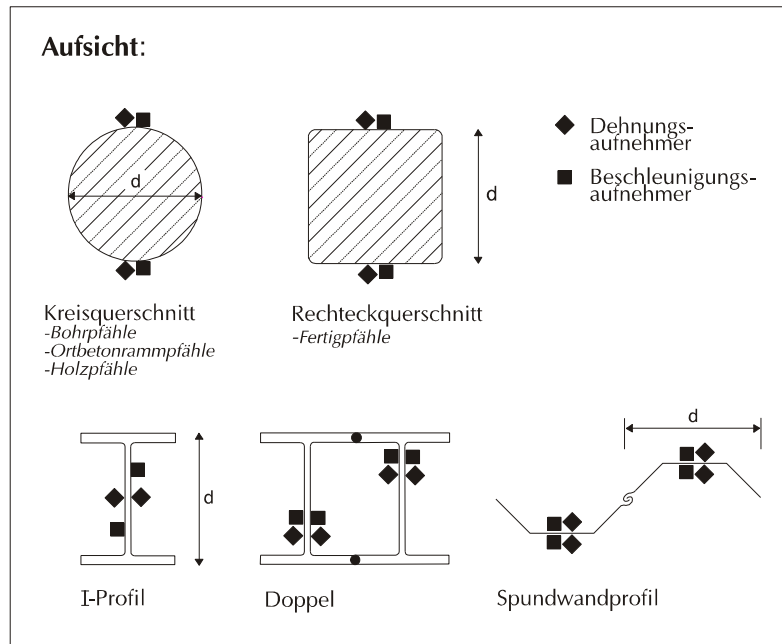 Aufsicht:
Dehnungs-
aufnehmer
Beschleunigungs-
aufnehmer
d
d
Kreisquerschnitt
-Bohrpfähle
-Ortbetonrammpfähle
-Holzpfähle
Rechteckquerschnitt
-Fertigpfähle
d
d
I-Profil
Doppel
Spundwandprofil